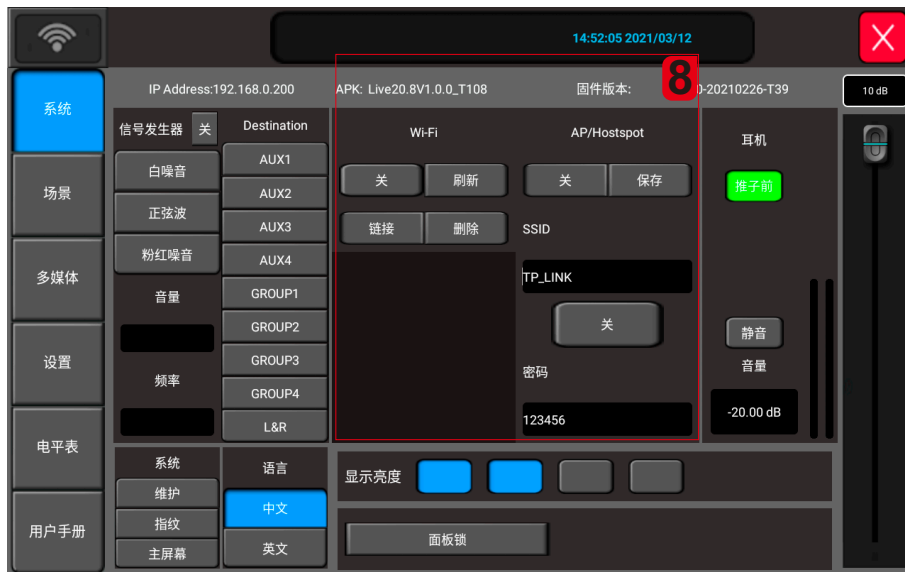 14:52:05 2021/03/12
系统
IP Address:192.168.0.200
APK: Live20.8V1.0.0_T108
固件版本:
8
0-20210226-T39
10 dB
信号发生器
关
Destination
Wi-Fi
AP/Hostspot
耳机
白噪音
AUX1
关
刷新
关
保存
推子前
场景
AUX2
正弦波
AUX3
链接
删除
SSID
粉红噪音
AUX4
多媒体
TP_LINK
音量
GROUP1
GROUP2
关
静音
设置
GROUP3
音量
频率
密码
GROUP4
-20.00 dB
L&R
123456
电平表
系统
语言
显示亮度
维护
中文
用户手册
指纹
面板锁
主屏幕
英文